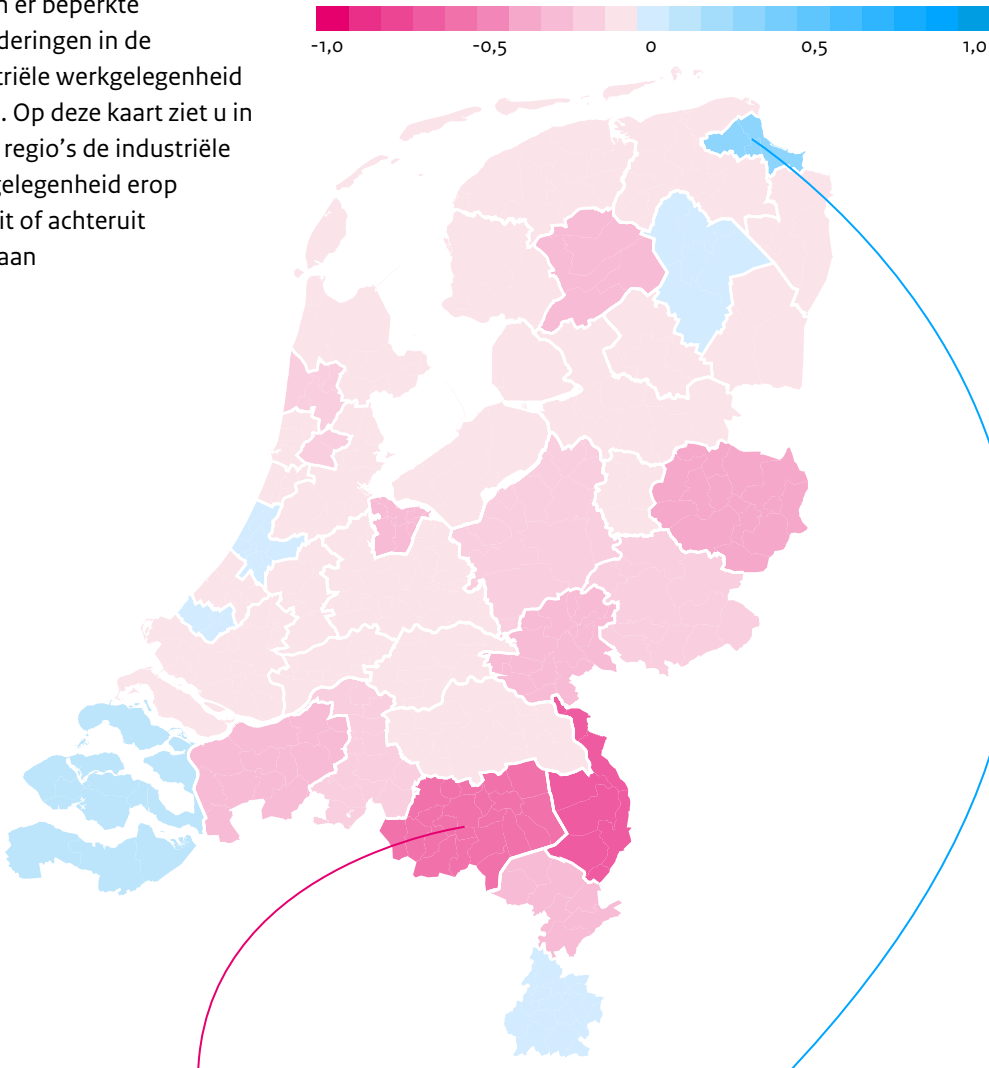 n er beperkte
deringen in de
triële werkgelegenheid
. Op deze kaart ziet u in
regio's de industriële
gelegenheid erop
it of achteruit
aan
-1,0 -0,5 0 0,5 1,0